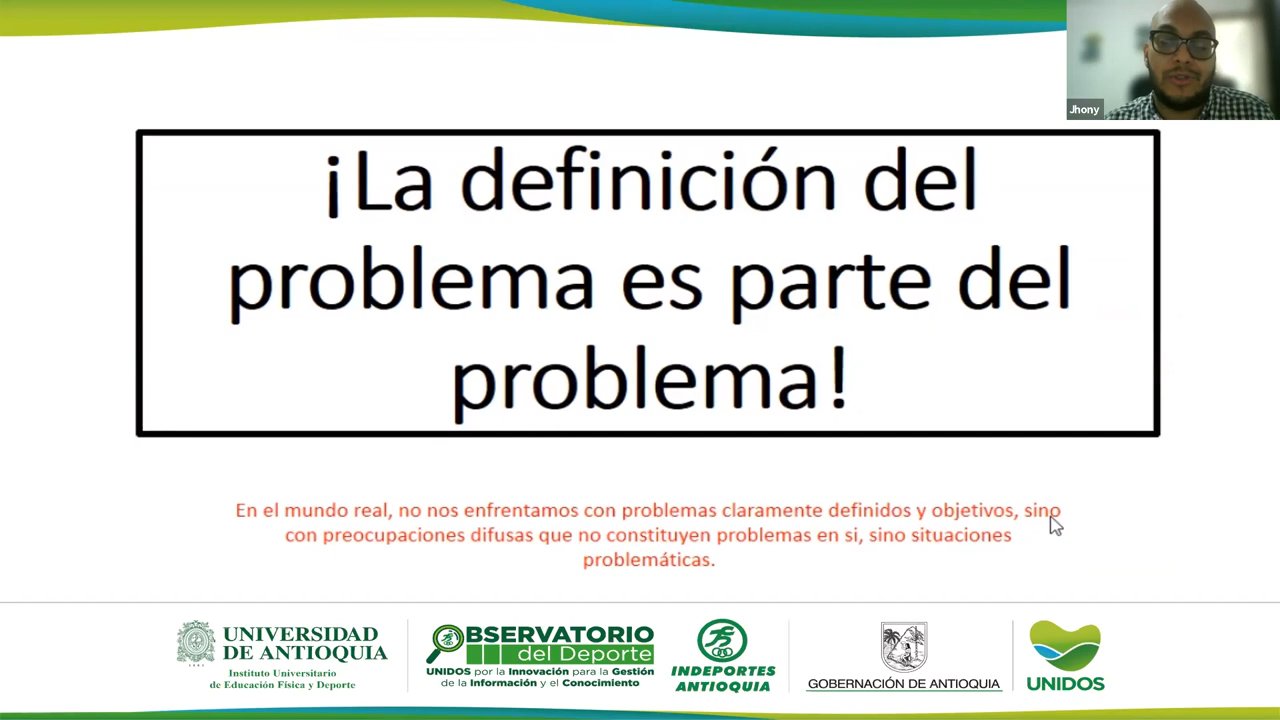 Jhony
¡La definición del
problema es parte del
problema!
En el mundo real, no nos enfrentamos con problemas claramente definidos y objetivos, sino
con preocupaciones difusas que no constituyen problemas en si, sino situaciones
problemáticas.
UNIVERSIDAD
DE ANTIOQUIA
Instituto Universitario
de Educación Física y Deporte
OBSERVATORIO
del Deporte
UNIDOS por la Innovación para la Gestión
de la Información y el Conocimiento
INDEPORTES
ANTIOQUIA
GOBERNACIÓN DE ANTIOQUIA
UNIDOS